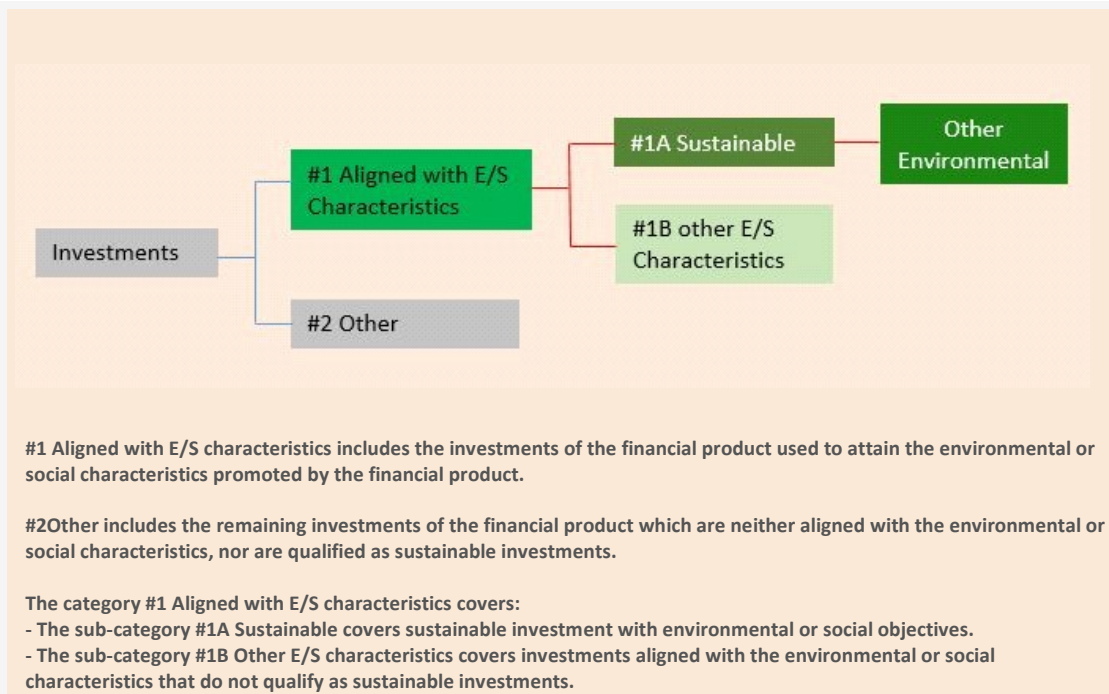 Investments
#1 Aligned with E/S
Characteristics
#2 Other
#1A Sustainable
#1B other E/S
Characteristics
Other
Environmental
#1 Aligned with E/S characteristics includes the investments of the financial product used to attain the environmental or
social characteristics promoted by the financial product.
#2Other includes the remaining investments of the financial product which are neither aligned with the environmental or
social characteristics, nor are qualified as sustainable investments.
The category #1 Aligned with E/S characteristics covers:
- The sub-category #1A Sustainable covers sustainable investment with environmental or social objectives.
- The sub-category #1B Other E/S characteristics covers investments aligned with the environmental or social
characteristics that do not qualify as sustainable investments.